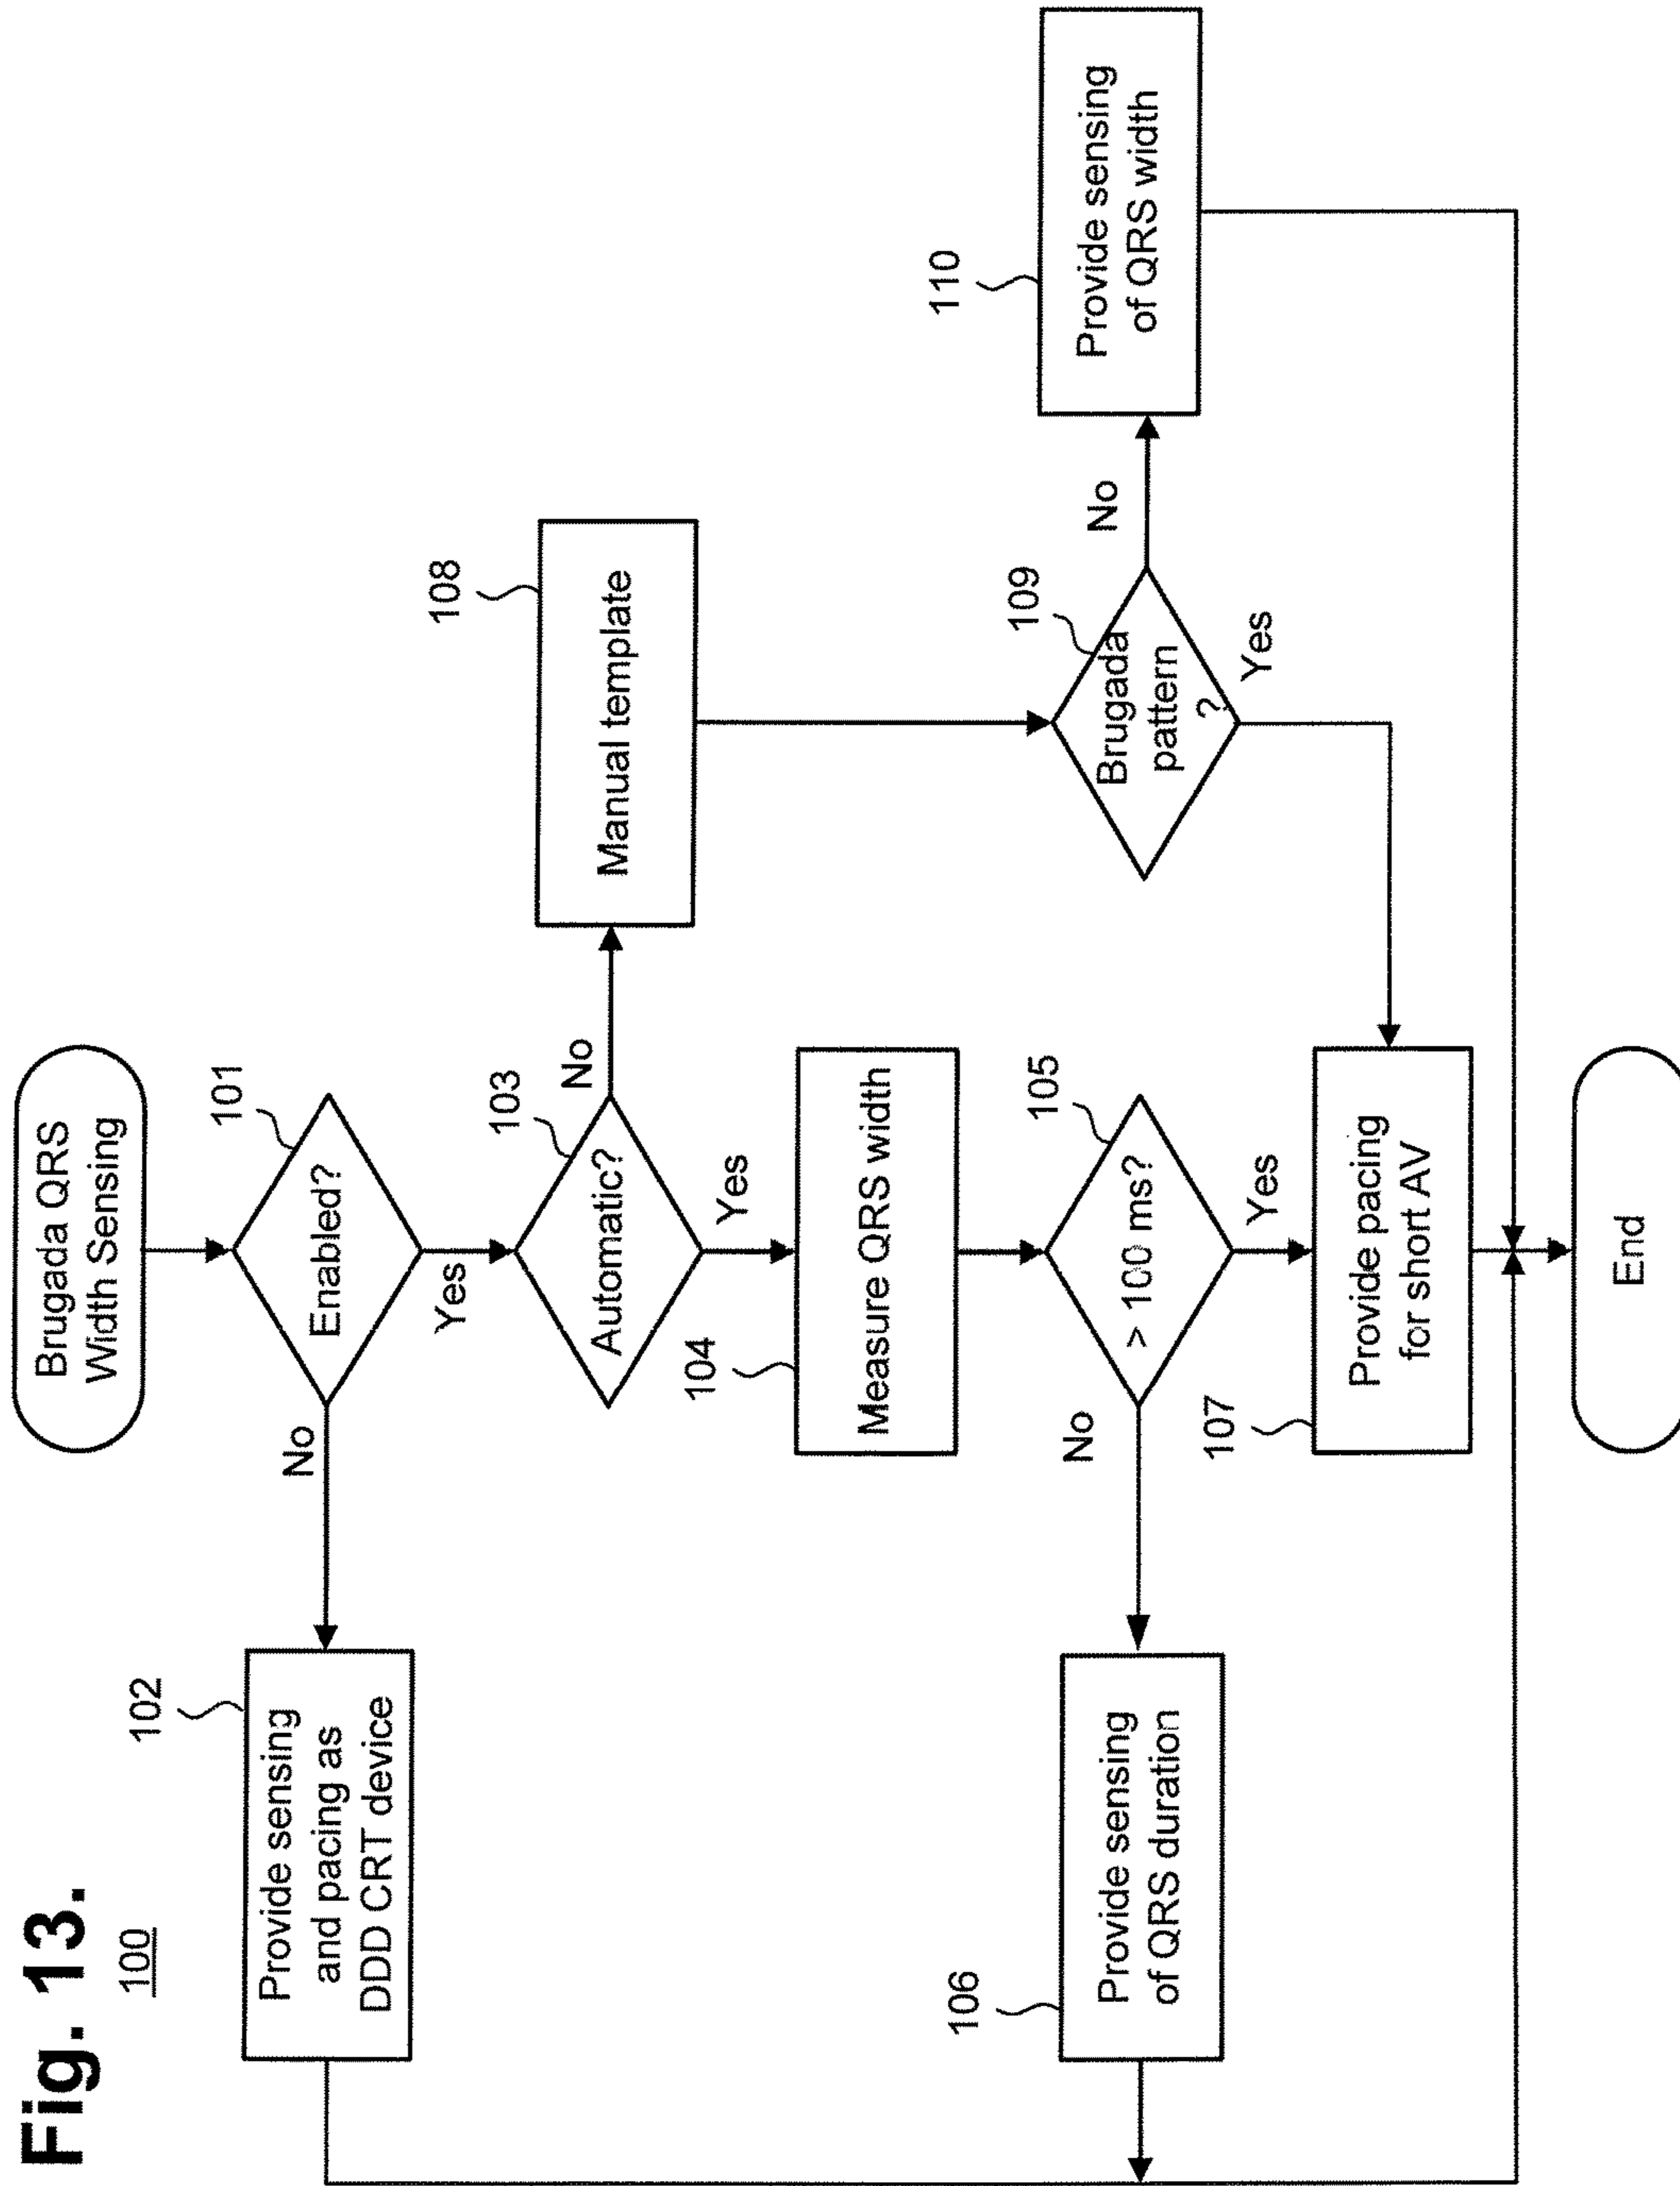 Fig. 13.
100
Brugada QRS
Width Sensing
101
Enabled?
No
Yes
102
Provide sensing
and pacing as
DDD CRT device
103
Automatic?
No
Yes
108
Manual template
104
Measure QRS width
105
> 100 ms?
No
Yes
109
Brugada
pattern
?
No
Yes
110
Provide sensing
of QRS width
106
Provide sensing
of QRS duration
107
Provide pacing
for short AV
End